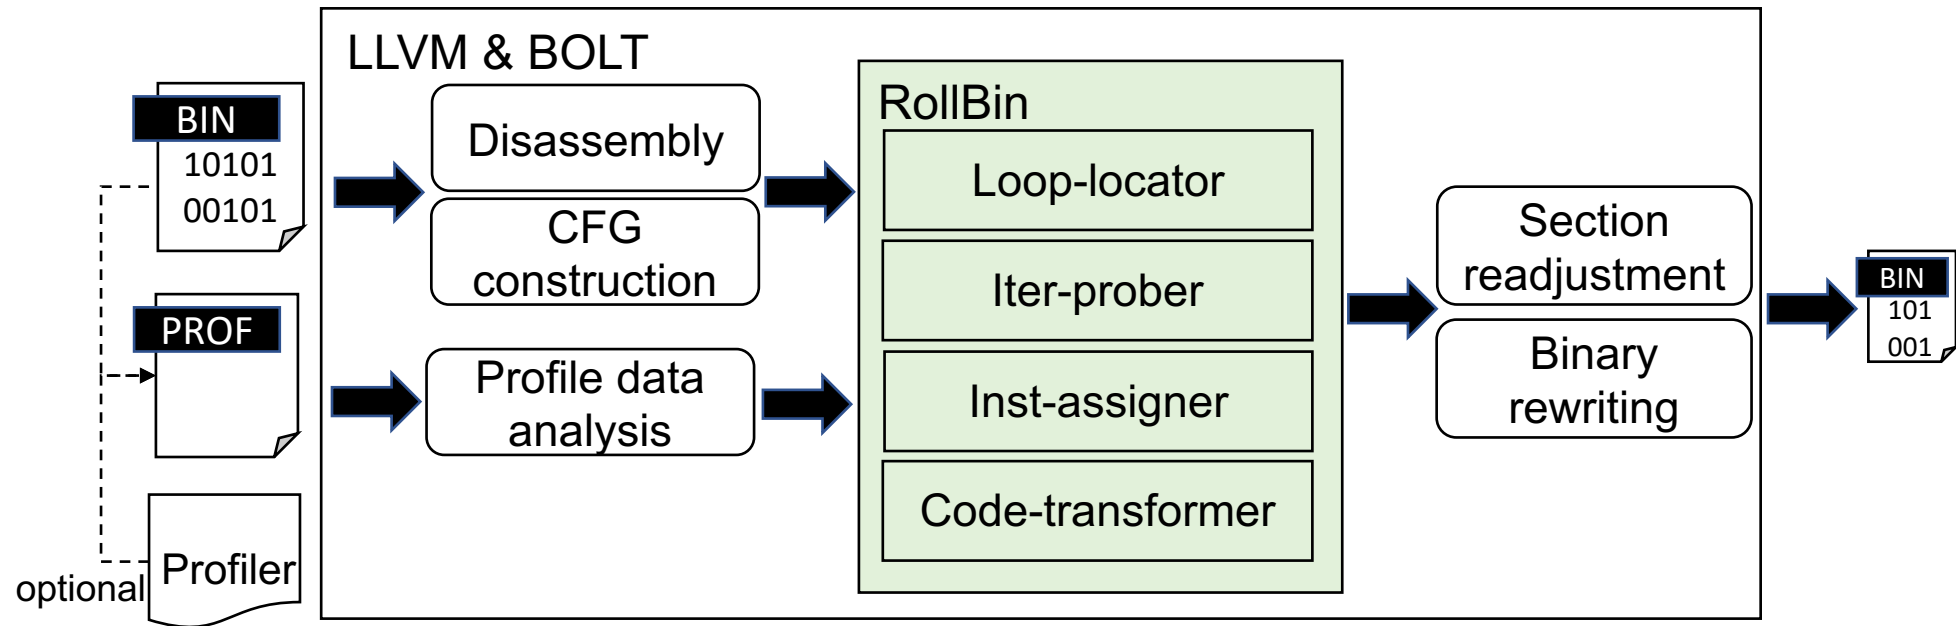 LLVM & BOLT
BIN
10101
00101
PROF
Profiler
optional
Disassembly
CFG
construction
Profile data
analysis
RollBin
Loop-locator
Iter-prober
Inst-assigner
Code-transformer
Section
readjustment
Binary
rewriting
BIN
101
001